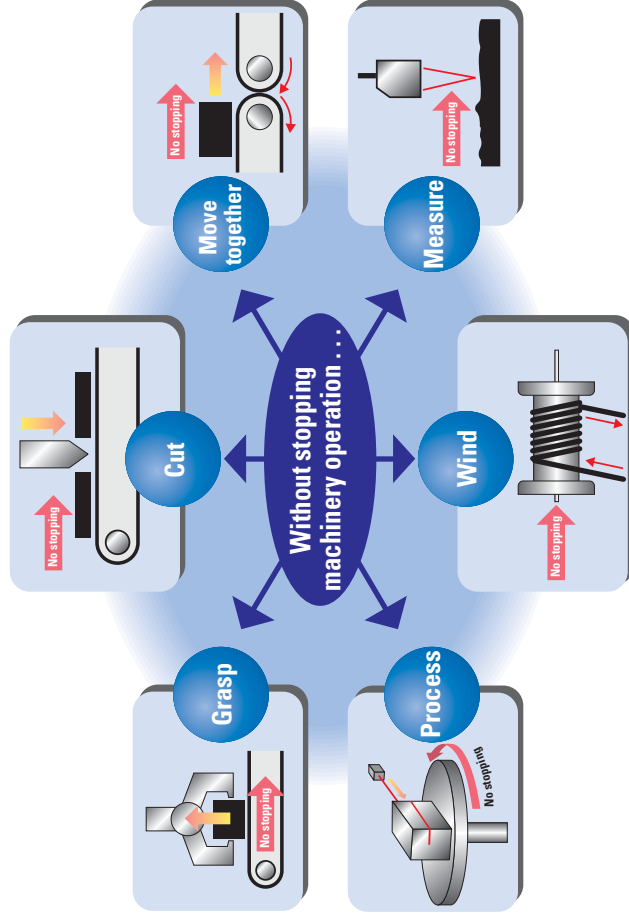 No stopping
Grasp
No stopping
Cut
No stopping
Move
together
Without stopping
machinery operation . . .
Process
No stopping
Wind
No stopping
Measure
No stopping